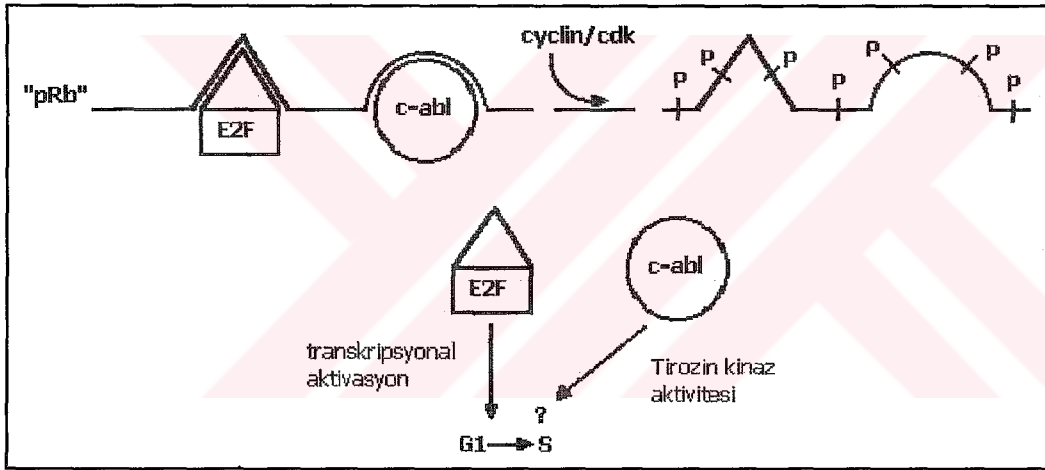 cyclin/cdk
P P P P P P P
"pRb"
E2F
c-abl
E2F
c-abl
transkripsyonal
aktivasyon
Tirozin kinaz
aktivitesi
?
G1 S